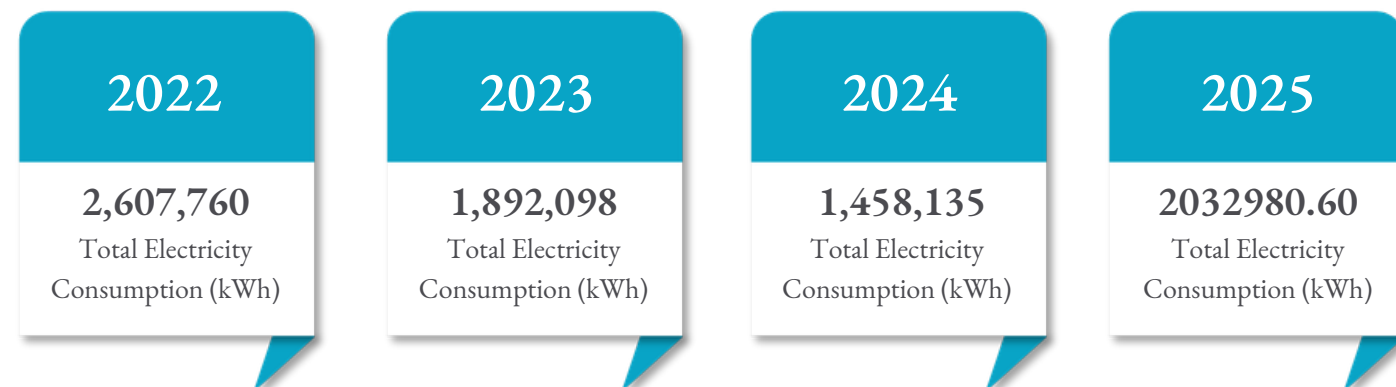 2022
2,607,760
Total Electricity
Consumption (kWh)
2023
1,892,098
Total Electricity
Consumption (kWh)
2024
1,458,135
Total Electricity
Consumption (kWh)
2025
2032980.60
Total Electricity
Consumption (kWh)